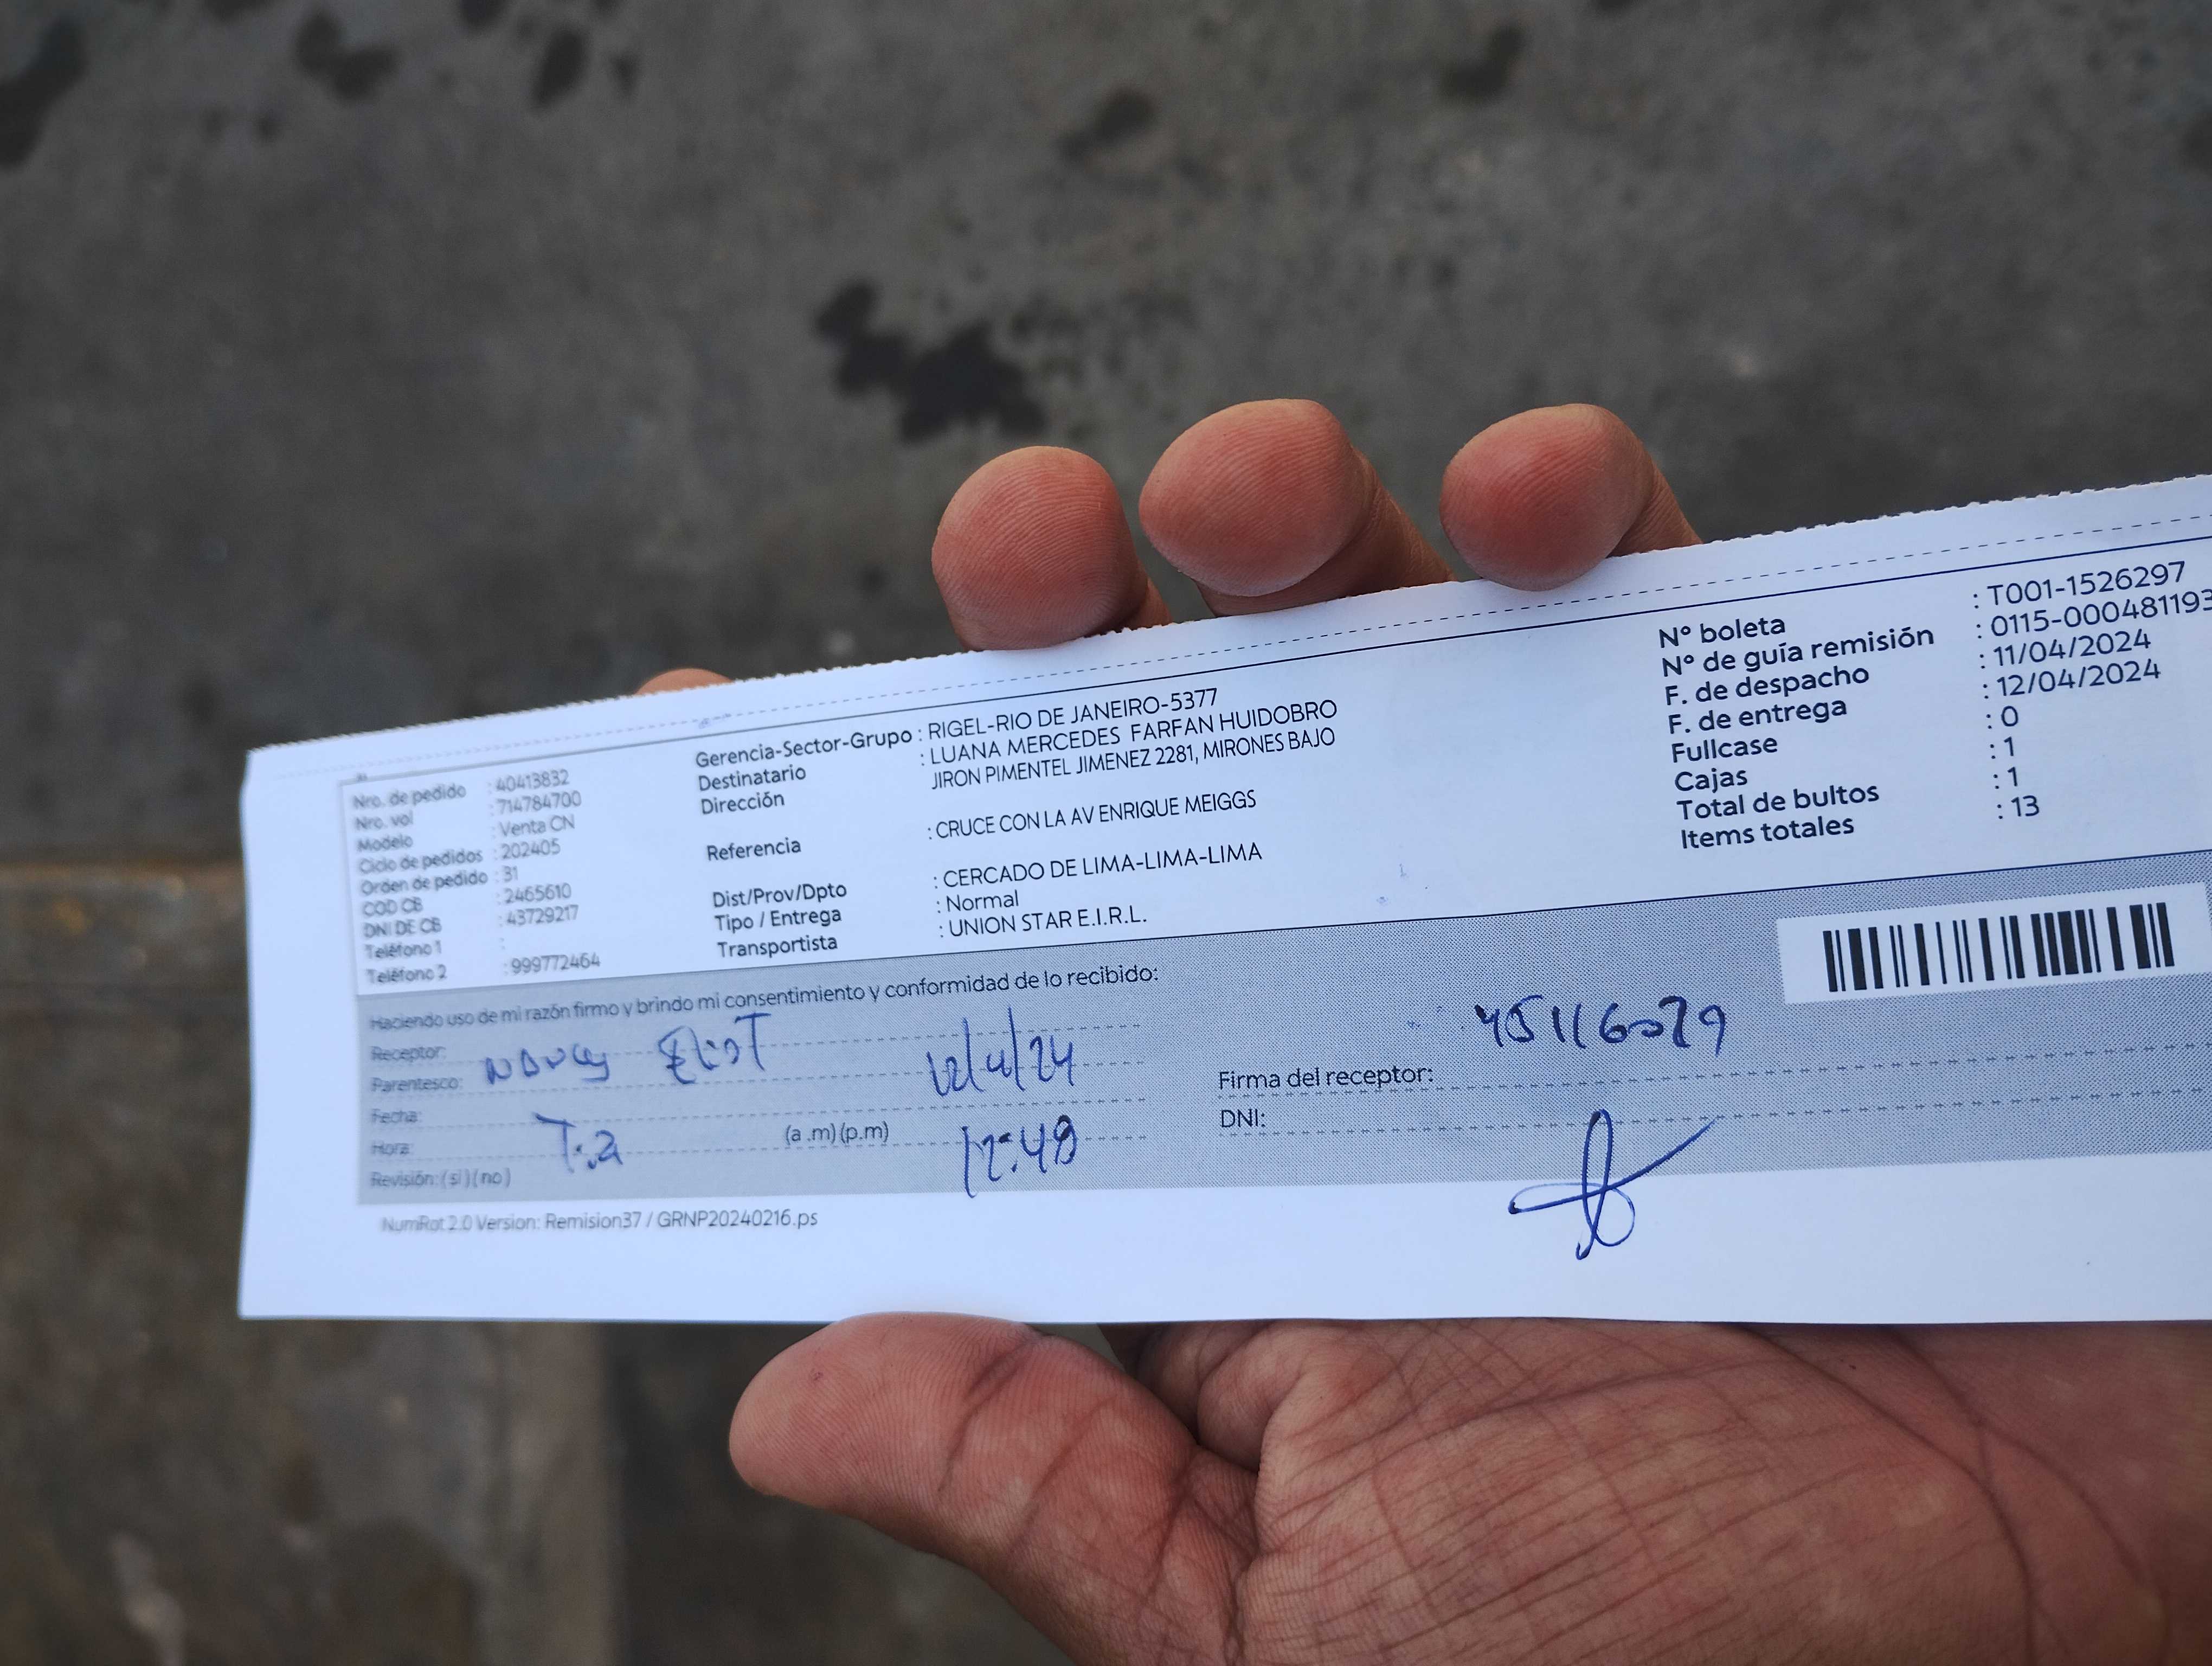 Nro. de pedido : 40413832
Nro. vol : 714784700
Modelo : Venta CN
Ciclo de pedidos : 202405
Orden de pedido : 31
COD CB : 2465610
DNI DE CB : 43729217
Teléfono 1 :
Teléfono 2 : 999772464
Gerencia-Sector-Grupo : RIGEL-RIO DE JANEIRO-5377
Destinatario : LUANA MERCEDES FARFAN HUIDOBRO
Dirección JIRON PIMENTEL JIMENEZ 2281, MIRONES BAJO
Referencia : CRUCE CON LA AV ENRIQUE MEIGGS
Dist/Prov/Dpto : CERCADO DE LIMA-LIMA-LIMA
Tipo / Entrega : Normal
Transportista : UNION STAR E.I.R.L.
N° boleta : T001-1526297
N° de guía remisión : 0115-000481193
F. de despacho : 11/04/2024
F. de entrega : 12/04/2024
Fullcase : 0
Cajas : 1
Total de bultos : 1
Items totales : 13
Haciendo uso de mi razón firmo y brindo mi consentimiento y conformidad de lo recibido:
Receptor:
Parentesco: 12/4/24
Fecha:
Hora: (a .m) (p.m) 12:48
Revisión: (si) (no)
45116079
Firma del receptor:
DNI:
NumRot 2.0 Version: Remision37 / GRNP20240216.ps